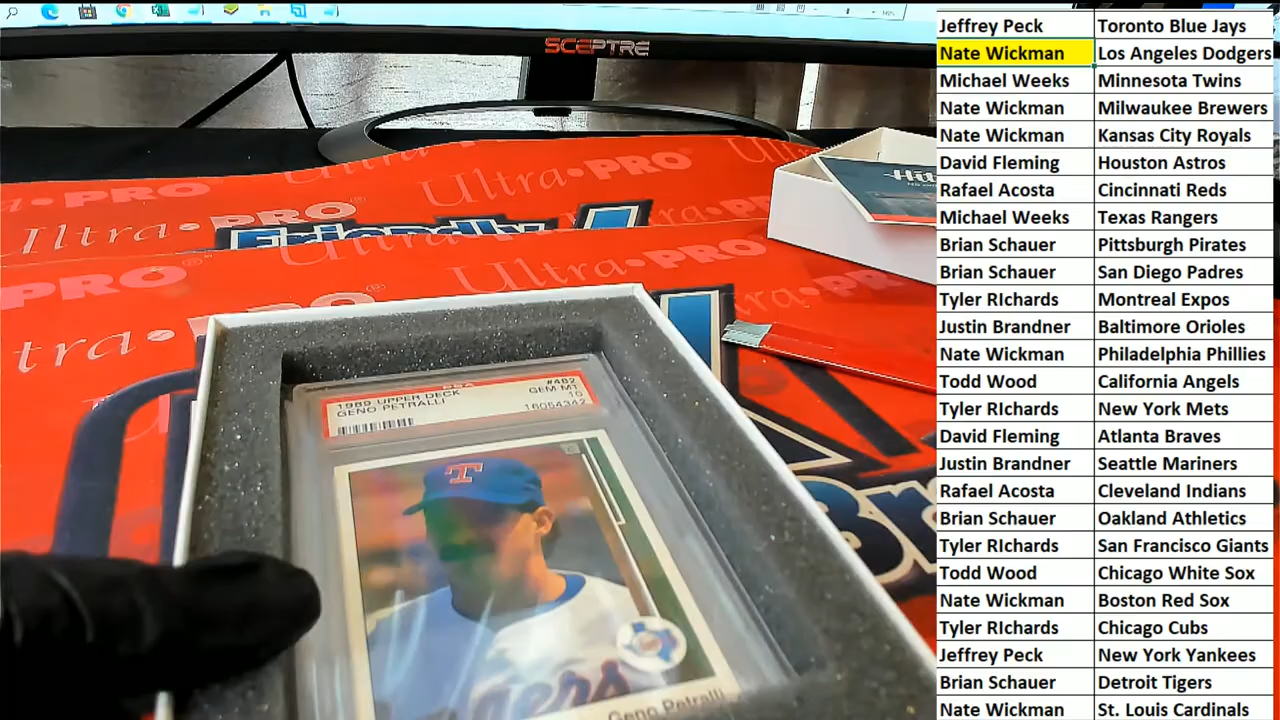 SCEPTRE
Ultra•PRO
Ultra•PRO
Friendly
PSA
1989 UPPER DECK
GENO PETRALLI
#482
GEM MT
10
16054342
T
Geno Petralli
Jeffrey Peck Toronto Blue Jays
Nate Wickman Los Angeles Dodgers
Michael Weeks Minnesota Twins
Nate Wickman Milwaukee Brewers
Nate Wickman Kansas City Royals
David Fleming Houston Astros
Rafael Acosta Cincinnati Reds
Michael Weeks Texas Rangers
Brian Schauer Pittsburgh Pirates
Brian Schauer San Diego Padres
Tyler RIchards Montreal Expos
Justin Brandner Baltimore Orioles
Nate Wickman Philadelphia Phillies
Todd Wood California Angels
Tyler RIchards New York Mets
David Fleming Atlanta Braves
Justin Brandner Seattle Mariners
Rafael Acosta Cleveland Indians
Brian Schauer Oakland Athletics
Tyler RIchards San Francisco Giants
Todd Wood Chicago White Sox
Nate Wickman Boston Red Sox
Tyler RIchards Chicago Cubs
Jeffrey Peck New York Yankees
Brian Schauer Detroit Tigers
Nate Wickman St. Louis Cardinals